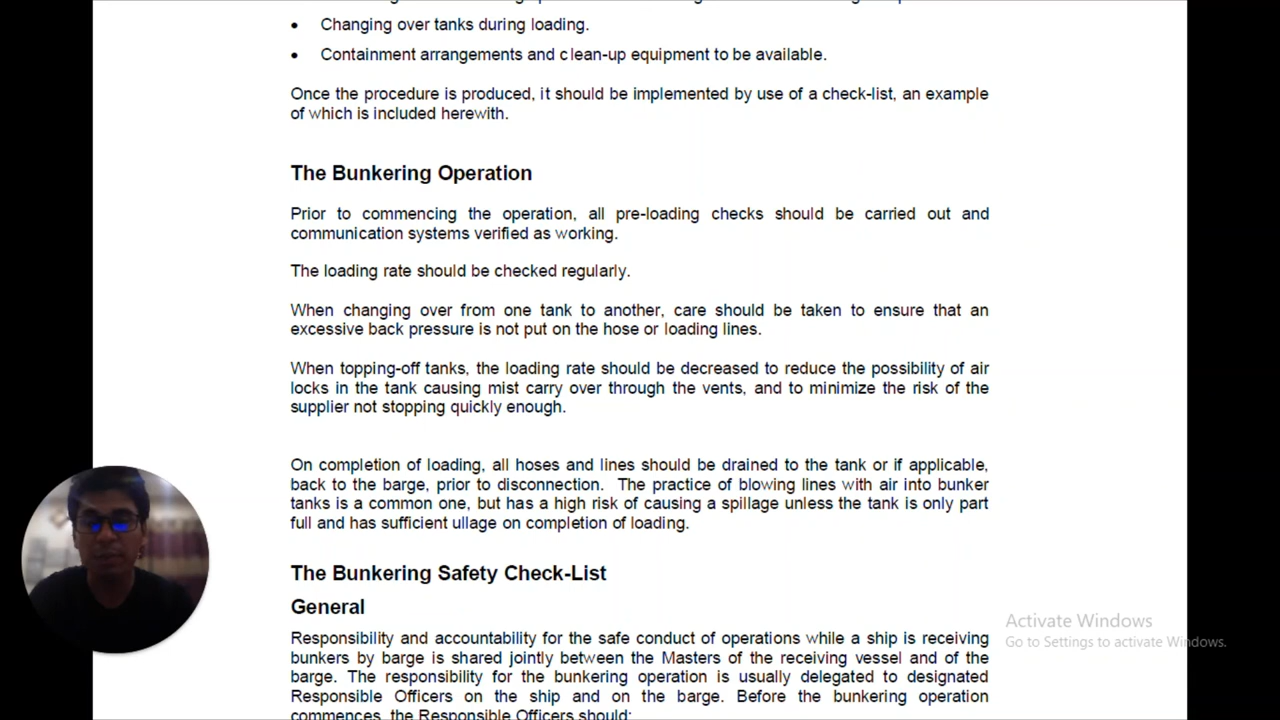 • Changing over tanks during loading.
• Containment arrangements and clean-up equipment to be available.
Once the procedure is produced, it should be implemented by use of a check-list, an example
of which is included herewith.
The Bunkering Operation
Prior to commencing the operation, all pre-loading checks should be carried out and
communication systems verified as working.
The loading rate should be checked regularly.
When changing over from one tank to another, care should be taken to ensure that an
excessive back pressure is not put on the hose or loading lines.
When topping-off tanks, the loading rate should be decreased to reduce the possibility of air
locks in the tank causing mist carry over through the vents, and to minimize the risk of the
supplier not stopping quickly enough.
On completion of loading, all hoses and lines should be drained to the tank or if applicable,
back to the barge, prior to disconnection. The practice of blowing lines with air into bunker
tanks is a common one, but has a high risk of causing a spillage unless the tank is only part
full and has sufficient ullage on completion of loading.
The Bunkering Safety Check-List
General
Responsibility and accountability for the safe conduct of operations while a ship is receiving
bunkers by barge is shared jointly between the Masters of the receiving vessel and of the
barge. The responsibility for the bunkering operation is usually delegated to designated
Responsible Officers on the ship and on the barge. Before the bunkering operation
commences, the Responsible Officers should:
Activate Windows
Go to Settings to activate Windows.